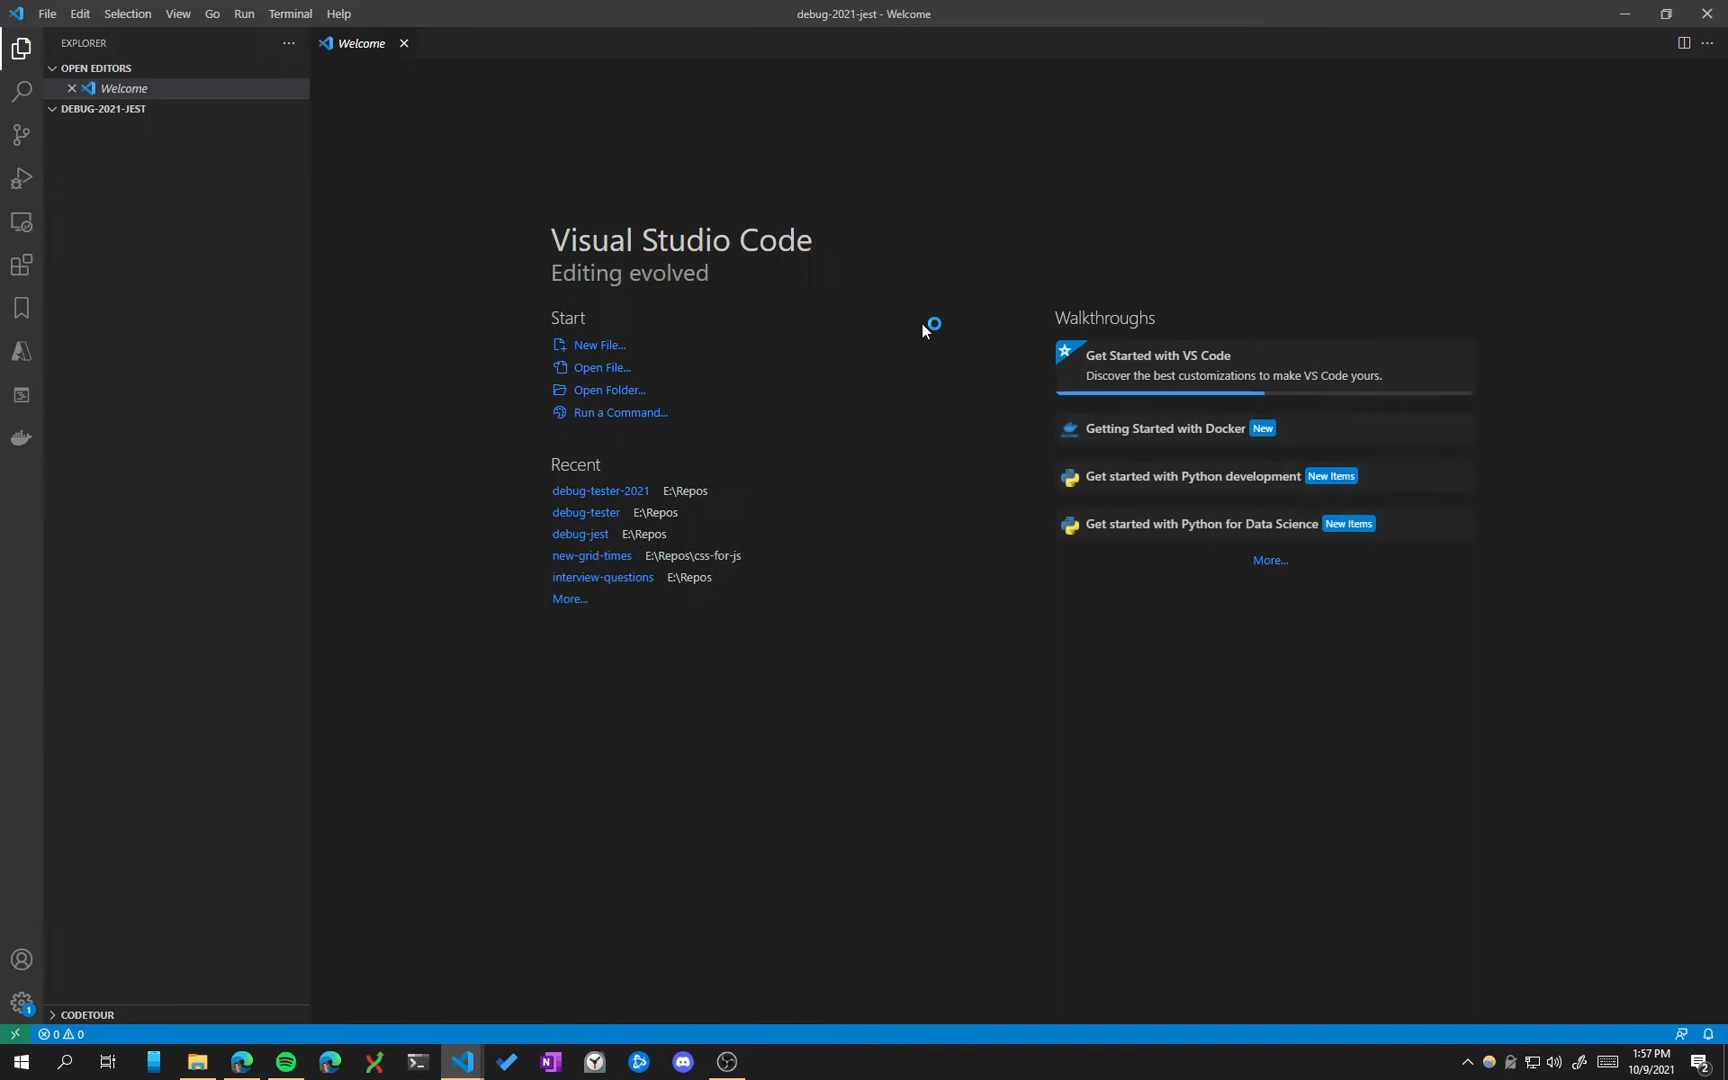 File Edit Selection View Go Run Terminal Help
debug-2021-jest - Welcome
EXPLORER
Welcome
OPEN EDITORS
Welcome
DEBUG-2021-JEST
Visual Studio Code
Editing evolved
Start
New File...
Open File...
Open Folder...
Run a Command...
Recent
debug-tester-2021 E:\Repos
debug-tester E:\Repos
debug-jest E:\Repos
new-grid-times E:\Repos\css-for-js
interview-questions E:\Repos
More...
Walkthroughs
Get Started with VS Code
Discover the best customizations to make VS Code yours.
Getting Started with Docker New
Get started with Python development New Items
Get started with Python for Data Science New Items
More...
1
CODETOUR
0 0
1:57 PM
10/9/2021
2